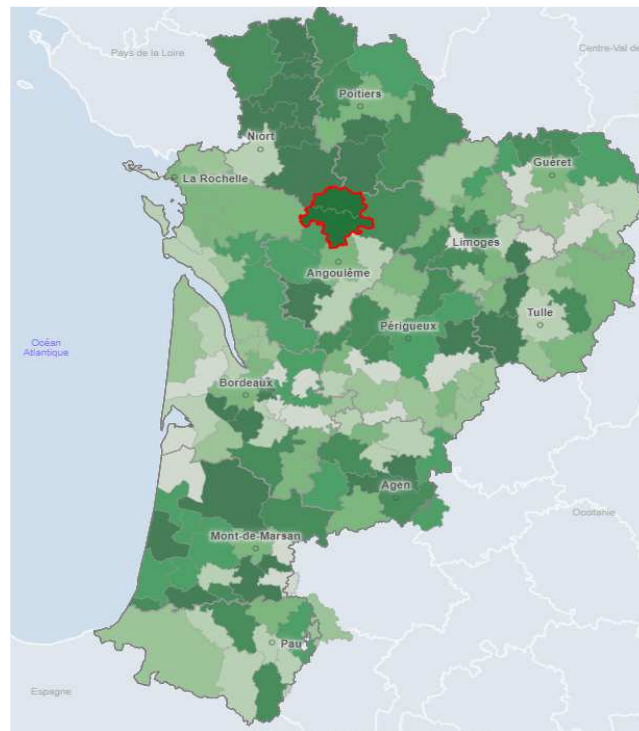 Pays de la Loire
Centre-Val de
Poitiers
Niort
Guéret
La Rochelle
Limoges
Angoulême
Tulle
Périgueux
Océan
Atlantique
Bordeaux
Agen
Occitanie
Mont-de-Marsan
Pau
Espagne